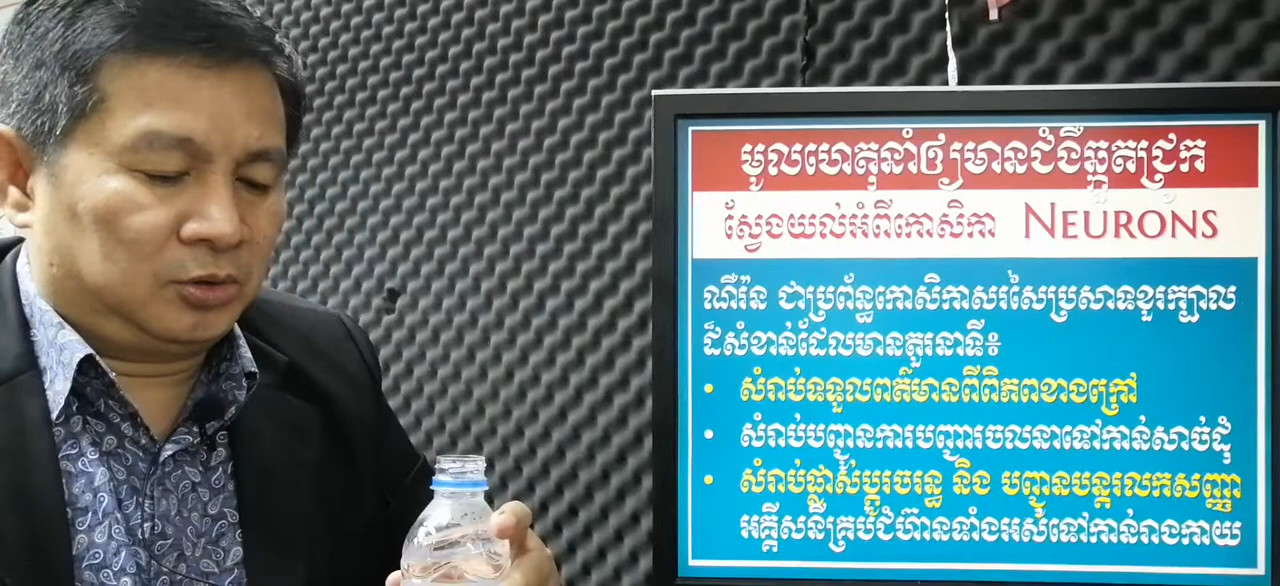 មូលហេតុនាំឲ្យមានជំងឺឆ្កួតជ្រូក
ស្វែងយល់អំពីកោសិកា NEURONS
ណឺរ៉ន ជាប្រព័ន្ធកោសិកាសរសៃប្រសាទខួរក្បាល
ដ៏សំខាន់ដែលមានតួរនាទី៖
• សំរាប់ទទួលពត៌មានពីពិភពខាងក្រៅ
• សំរាប់បញ្ជូនការបញ្ជារចលនាទៅកាន់សាច់ដុំ
• សំរាប់ផ្លាស់ប្តូរចរន្ធ និង បញ្ជូនបន្តរលកសញ្ញា
អគ្គីសនីគ្រប់ជំហ៊ានទាំងអស់ទៅកាន់រាងកាយ